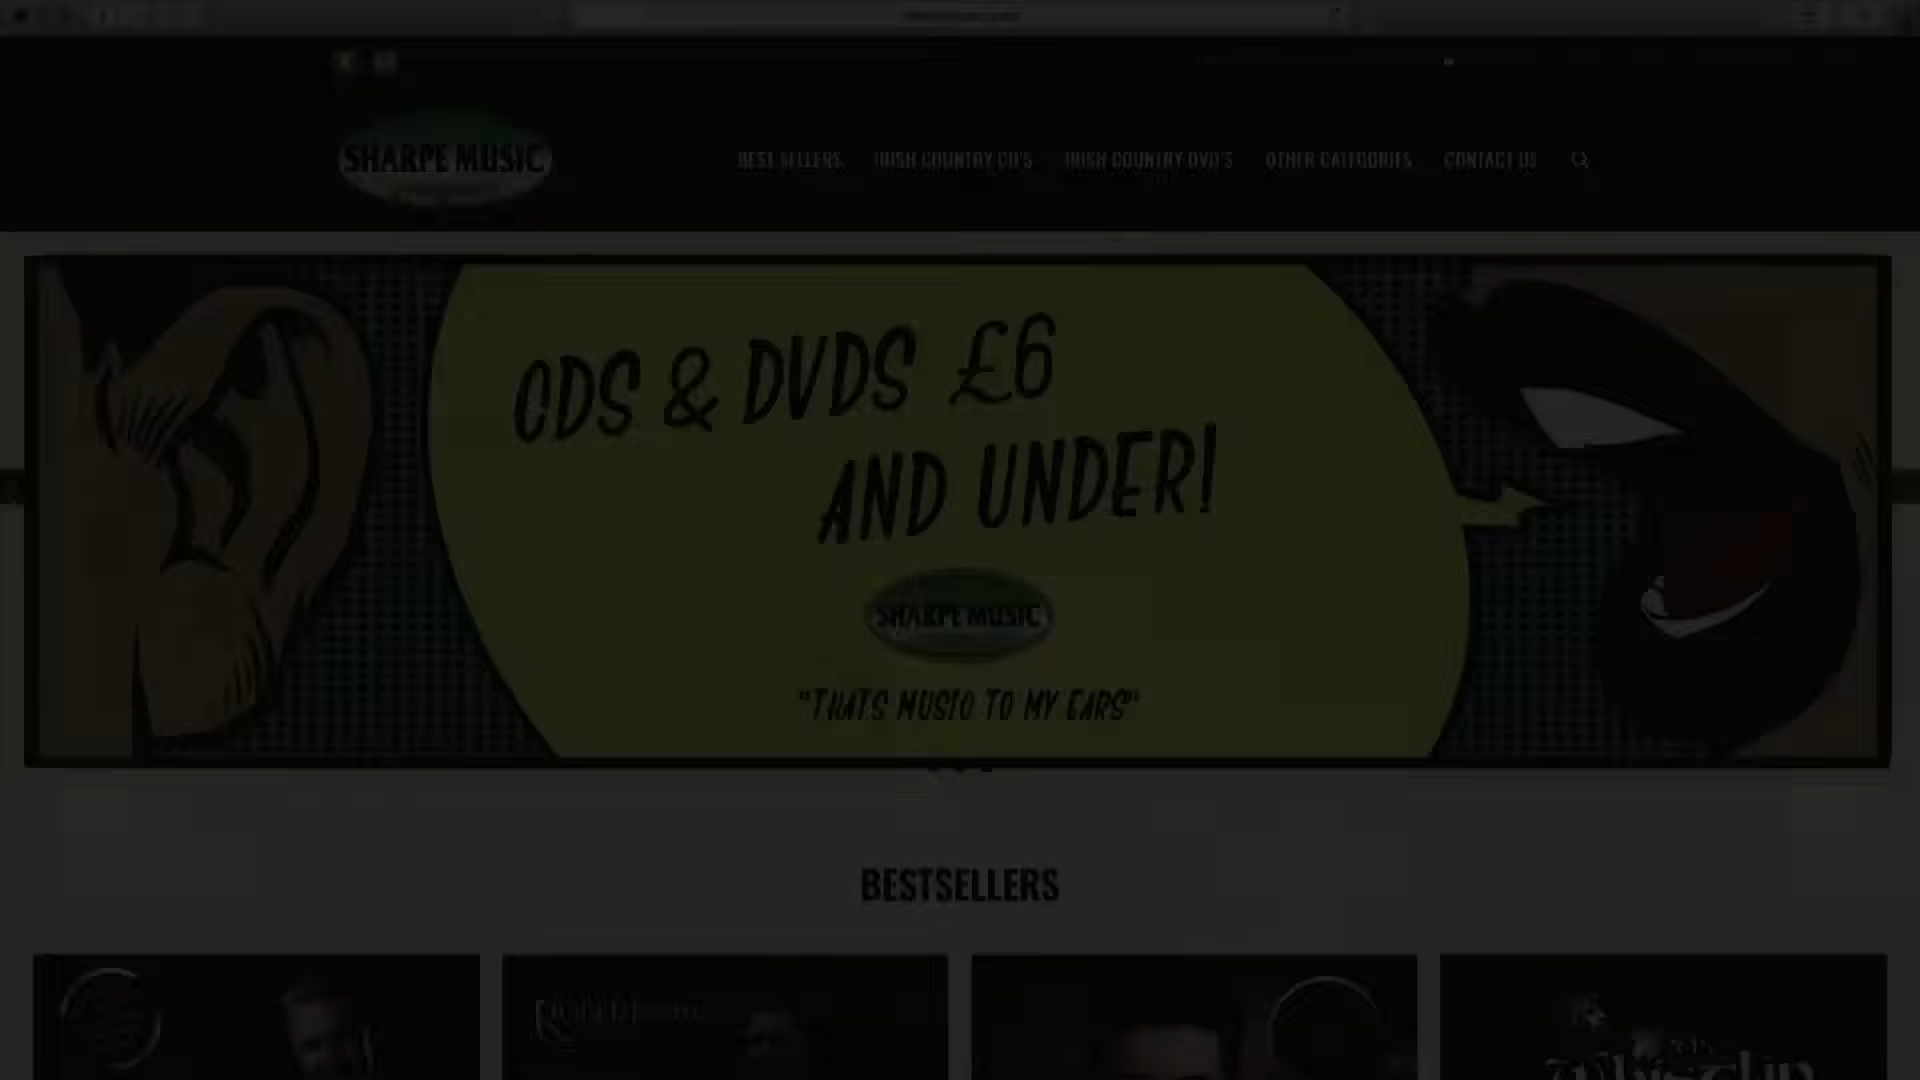 SHARPE MUSIC
BEST SELLERS
IRISH COUNTRY CD'S
IRISH COUNTRY DVD'S
OTHER CATEGORIES
CONTACT US
CDS & DVDS £6
AND UNDER!
SHARPE MUSIC
"THATS MUSIC TO MY EARS"
BESTSELLERS